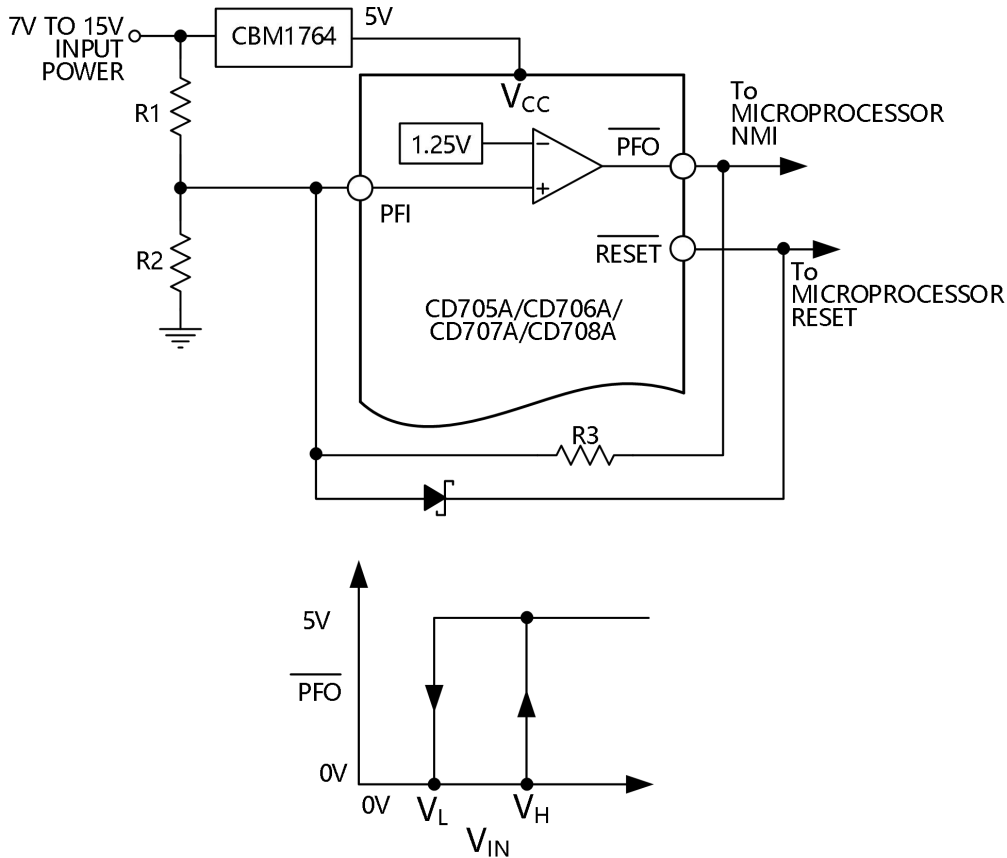 7V TO 15V
INPUT
POWER
CBM1764
5V
R1
VCC
1.25V
PFO
To
MICROPROCESSOR
NMI
PFI
R2
RESET
To
MICROPROCESSOR
RESET
CD705A/CD706A/
CD707A/CD708A
R3
5V
PFO
0V
0V
VL
VH
VIN